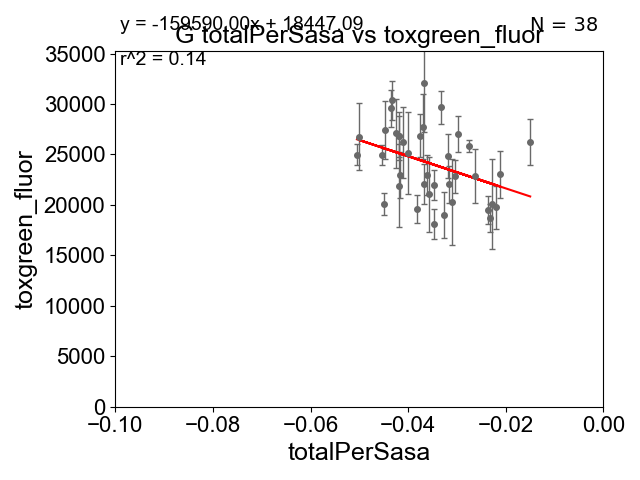 y = -159590.00x + 18447.09
N = 38
G totalPerSasa vs toxgreen_fluor
r^2 = 0.14
35000
30000
25000
20000
15000
10000
5000
0
toxgreen_fluor
−0.10 −0.08 −0.06 −0.04 −0.02 0.00
totalPerSasa